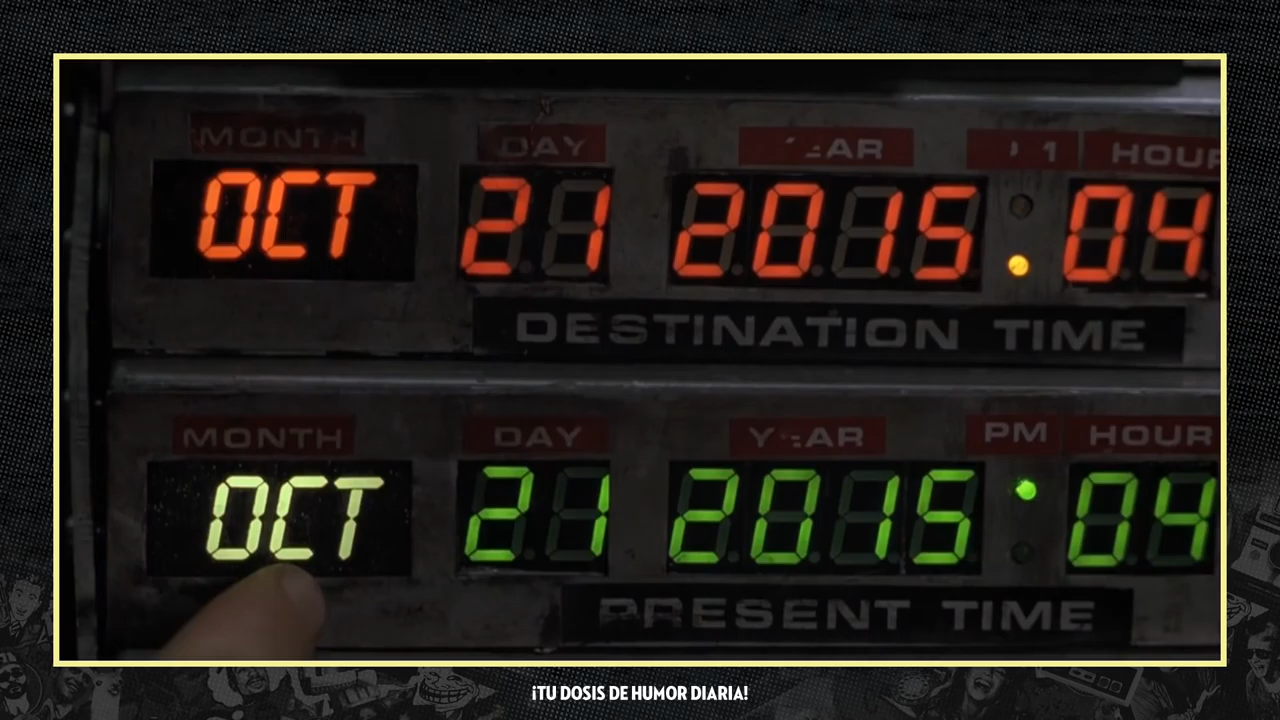 MONTH DAY HOUR
OCT 21 2015 04
DESTINATION TIME
MONTH DAY PM HOUR
OCT 21 2015 04
PRESENT TIME
¡TU DOSIS DE HUMOR DIARIA!